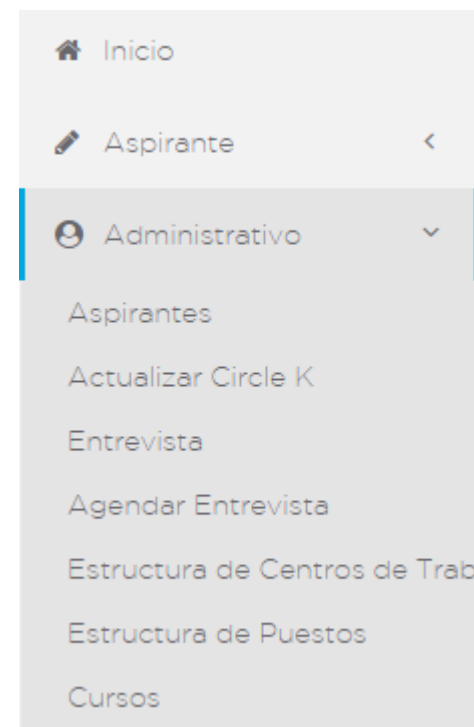 Inicio
Aspirante
Administrativo
Aspirantes
Actualizar Circle K
Entrevista
Agendar Entrevista
Estructura de Centros de Trab
Estructura de Puestos
Cursos